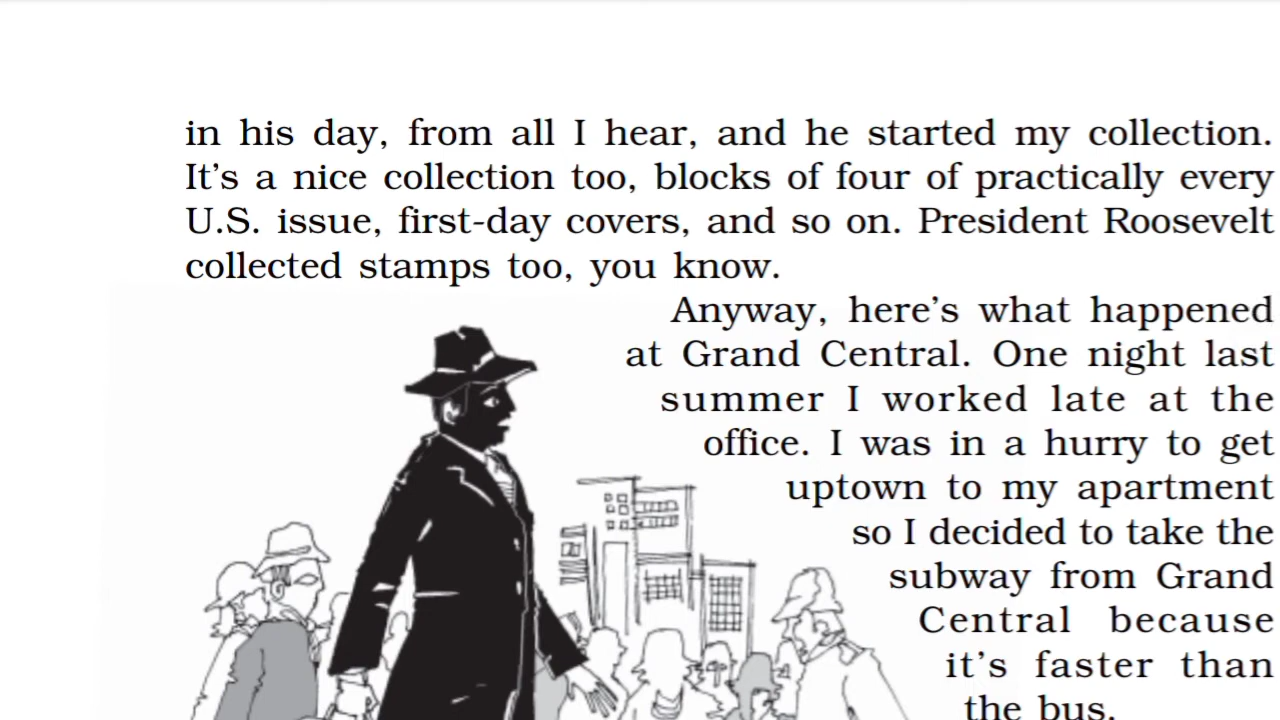 in his day, from all I hear, and he started my collection.
It's a nice collection too, blocks of four of practically every
U.S. issue, first-day covers, and so on. President Roosevelt
collected stamps too, you know.
Anyway, here's what happened
at Grand Central. One night last
summer I worked late at the
office. I was in a hurry to get
uptown to my apartment
so I decided to take the
subway from Grand
Central because
it's faster than
the bus.